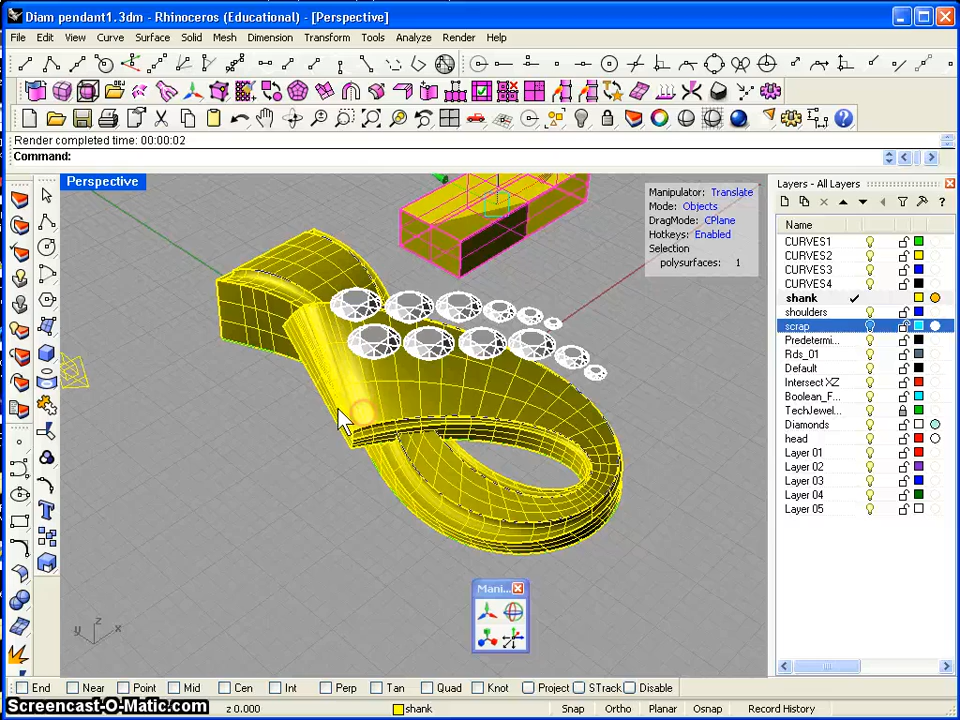 Diam pendant1.3dm - Rhinoceros (Educational) - [Perspective]
File Edit View Curve Surface Solid Mesh Dimension Transform Tools Analyze Render Help
Render completed time: 00:00:02
Command:
Perspective
Manipulator: Translate
Mode: Objects
DragMode: CPlane
Hotkeys: Enabled
Selection
polysurfaces: 1
Layers - All Layers
Name
CURVES1
CURVES2
CURVES3
CURVES4
shank
shoulders
scrap
Predetermi...
Rds_01
Default
Intersect XZ
Boolean_F...
TechJewel...
Diamonds
head
Layer 01
Layer 02
Layer 03
Layer 04
Layer 05
Mani...
z
y x
End Near Point Mid Cen Int Perp Tan Quad Knot Project STrack Disable
Screencast-O-Matic.com z 0.000 shank Snap Ortho Planar Osnap Record History